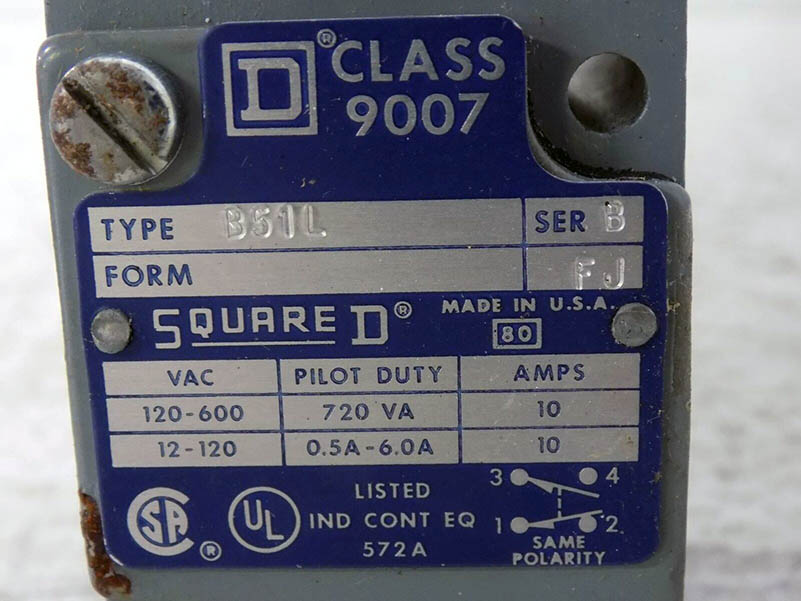 D ® CLASS
9007
TYPE B51L SER B
FORM FJ
SQUARE D ® MADE IN U.S.A.
80
VAC PILOT DUTY AMPS
120-600 720 VA 10
12-120 0.5A-6.0A 10
SA ® UL LISTED
IND CONT EQ
572A
3 4
1 2
SAME
POLARITY